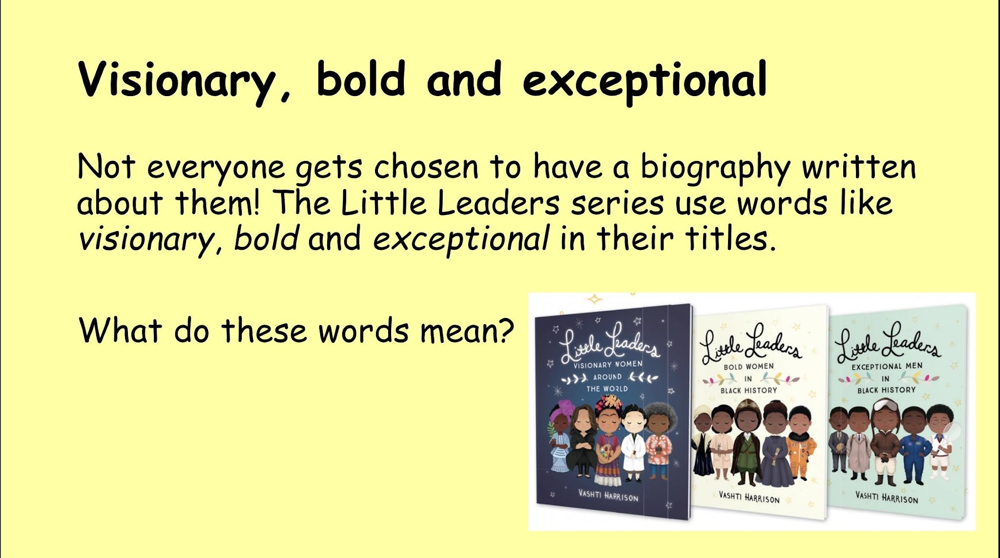 Visionary, bold and exceptional
Not everyone gets chosen to have a biography written
about them! The Little Leaders series use words like
visionary, bold and exceptional in their titles.
What do these words mean?
Little Leaders
VISIONARY WOMEN
AROUND
THE WORLD
VASHTI HARRISON
Little Leaders
BOLD WOMEN
IN
BLACK HISTORY
VASHTI HARRISON
Little Leaders
EXCEPTIONAL MEN
IN
BLACK HISTORY
VASHTI HARRISON